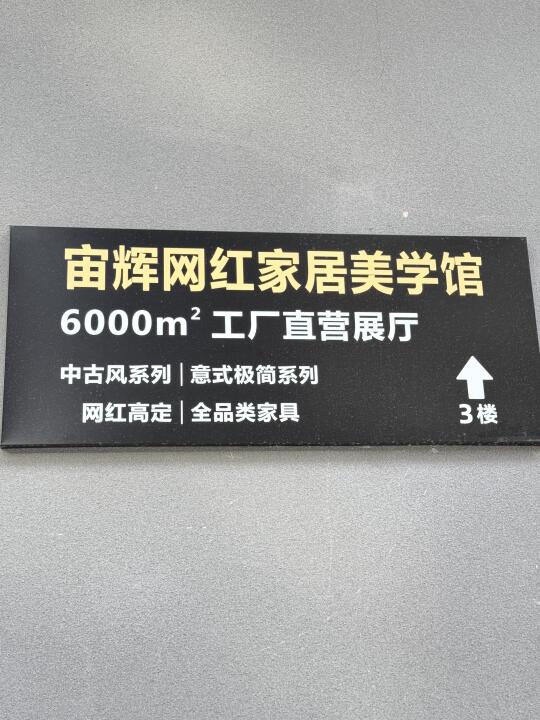 宙辉网红家居美学馆
6000m² 工厂直营展厅
中古风系列|意式极简系列
网红高定|全品类家具
3楼